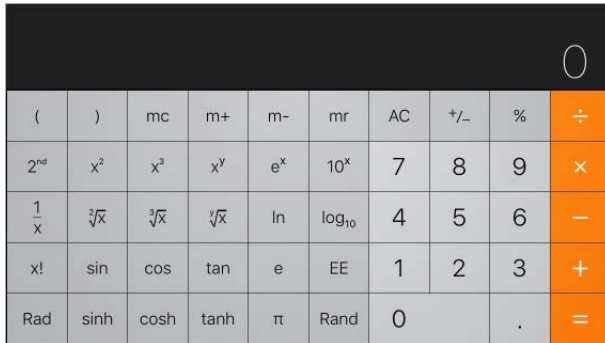 0
( ) mc m+ m- mr AC +/− % ÷
2ⁿᵈ x² x³ xʸ eˣ 10ˣ 7 8 9 ×
1/x ²√x ³√x ʸ√x ln log₁₀ 4 5 6 −
x! sin cos tan e EE 1 2 3 +
Rad sinh cosh tanh π Rand 0 . =